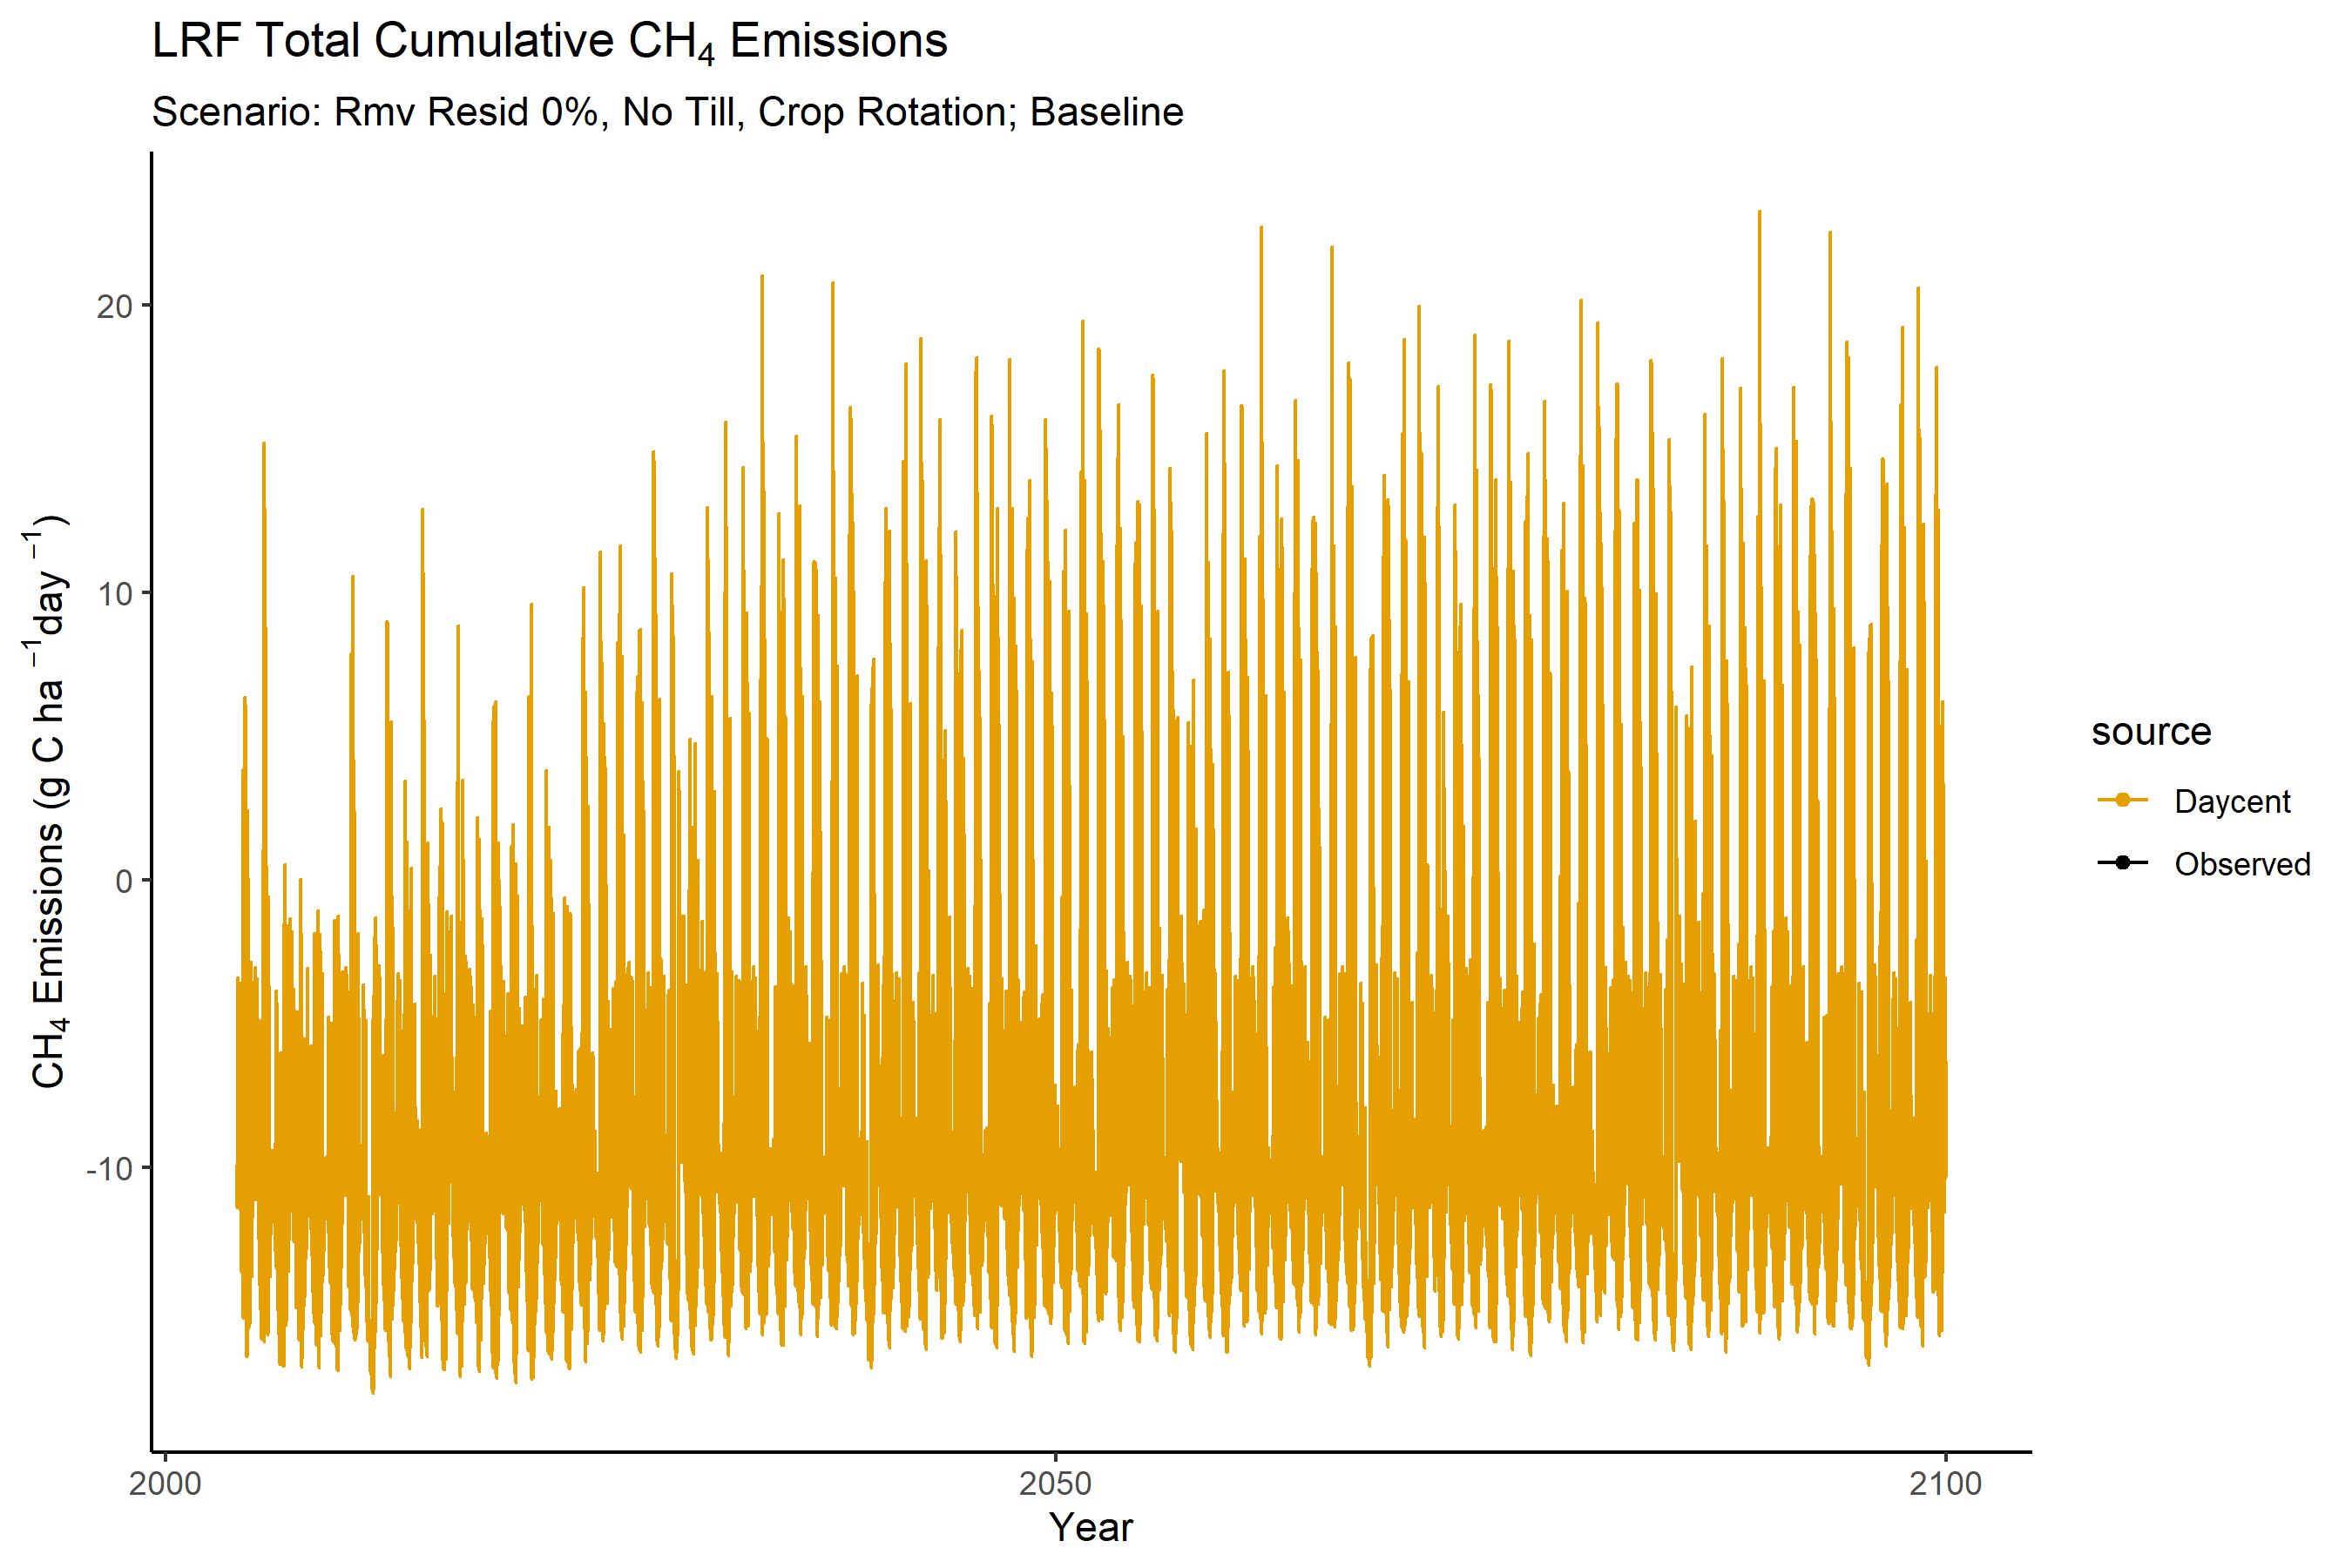 LRF Total Cumulative CH₄ Emissions
Scenario: Rmv Resid 0%, No Till, Crop Rotation; Baseline
CH₄ Emissions (g C ha ⁻¹day ⁻¹)
20
10
0
-10
2000
2050
2100
Year
source
Daycent
Observed